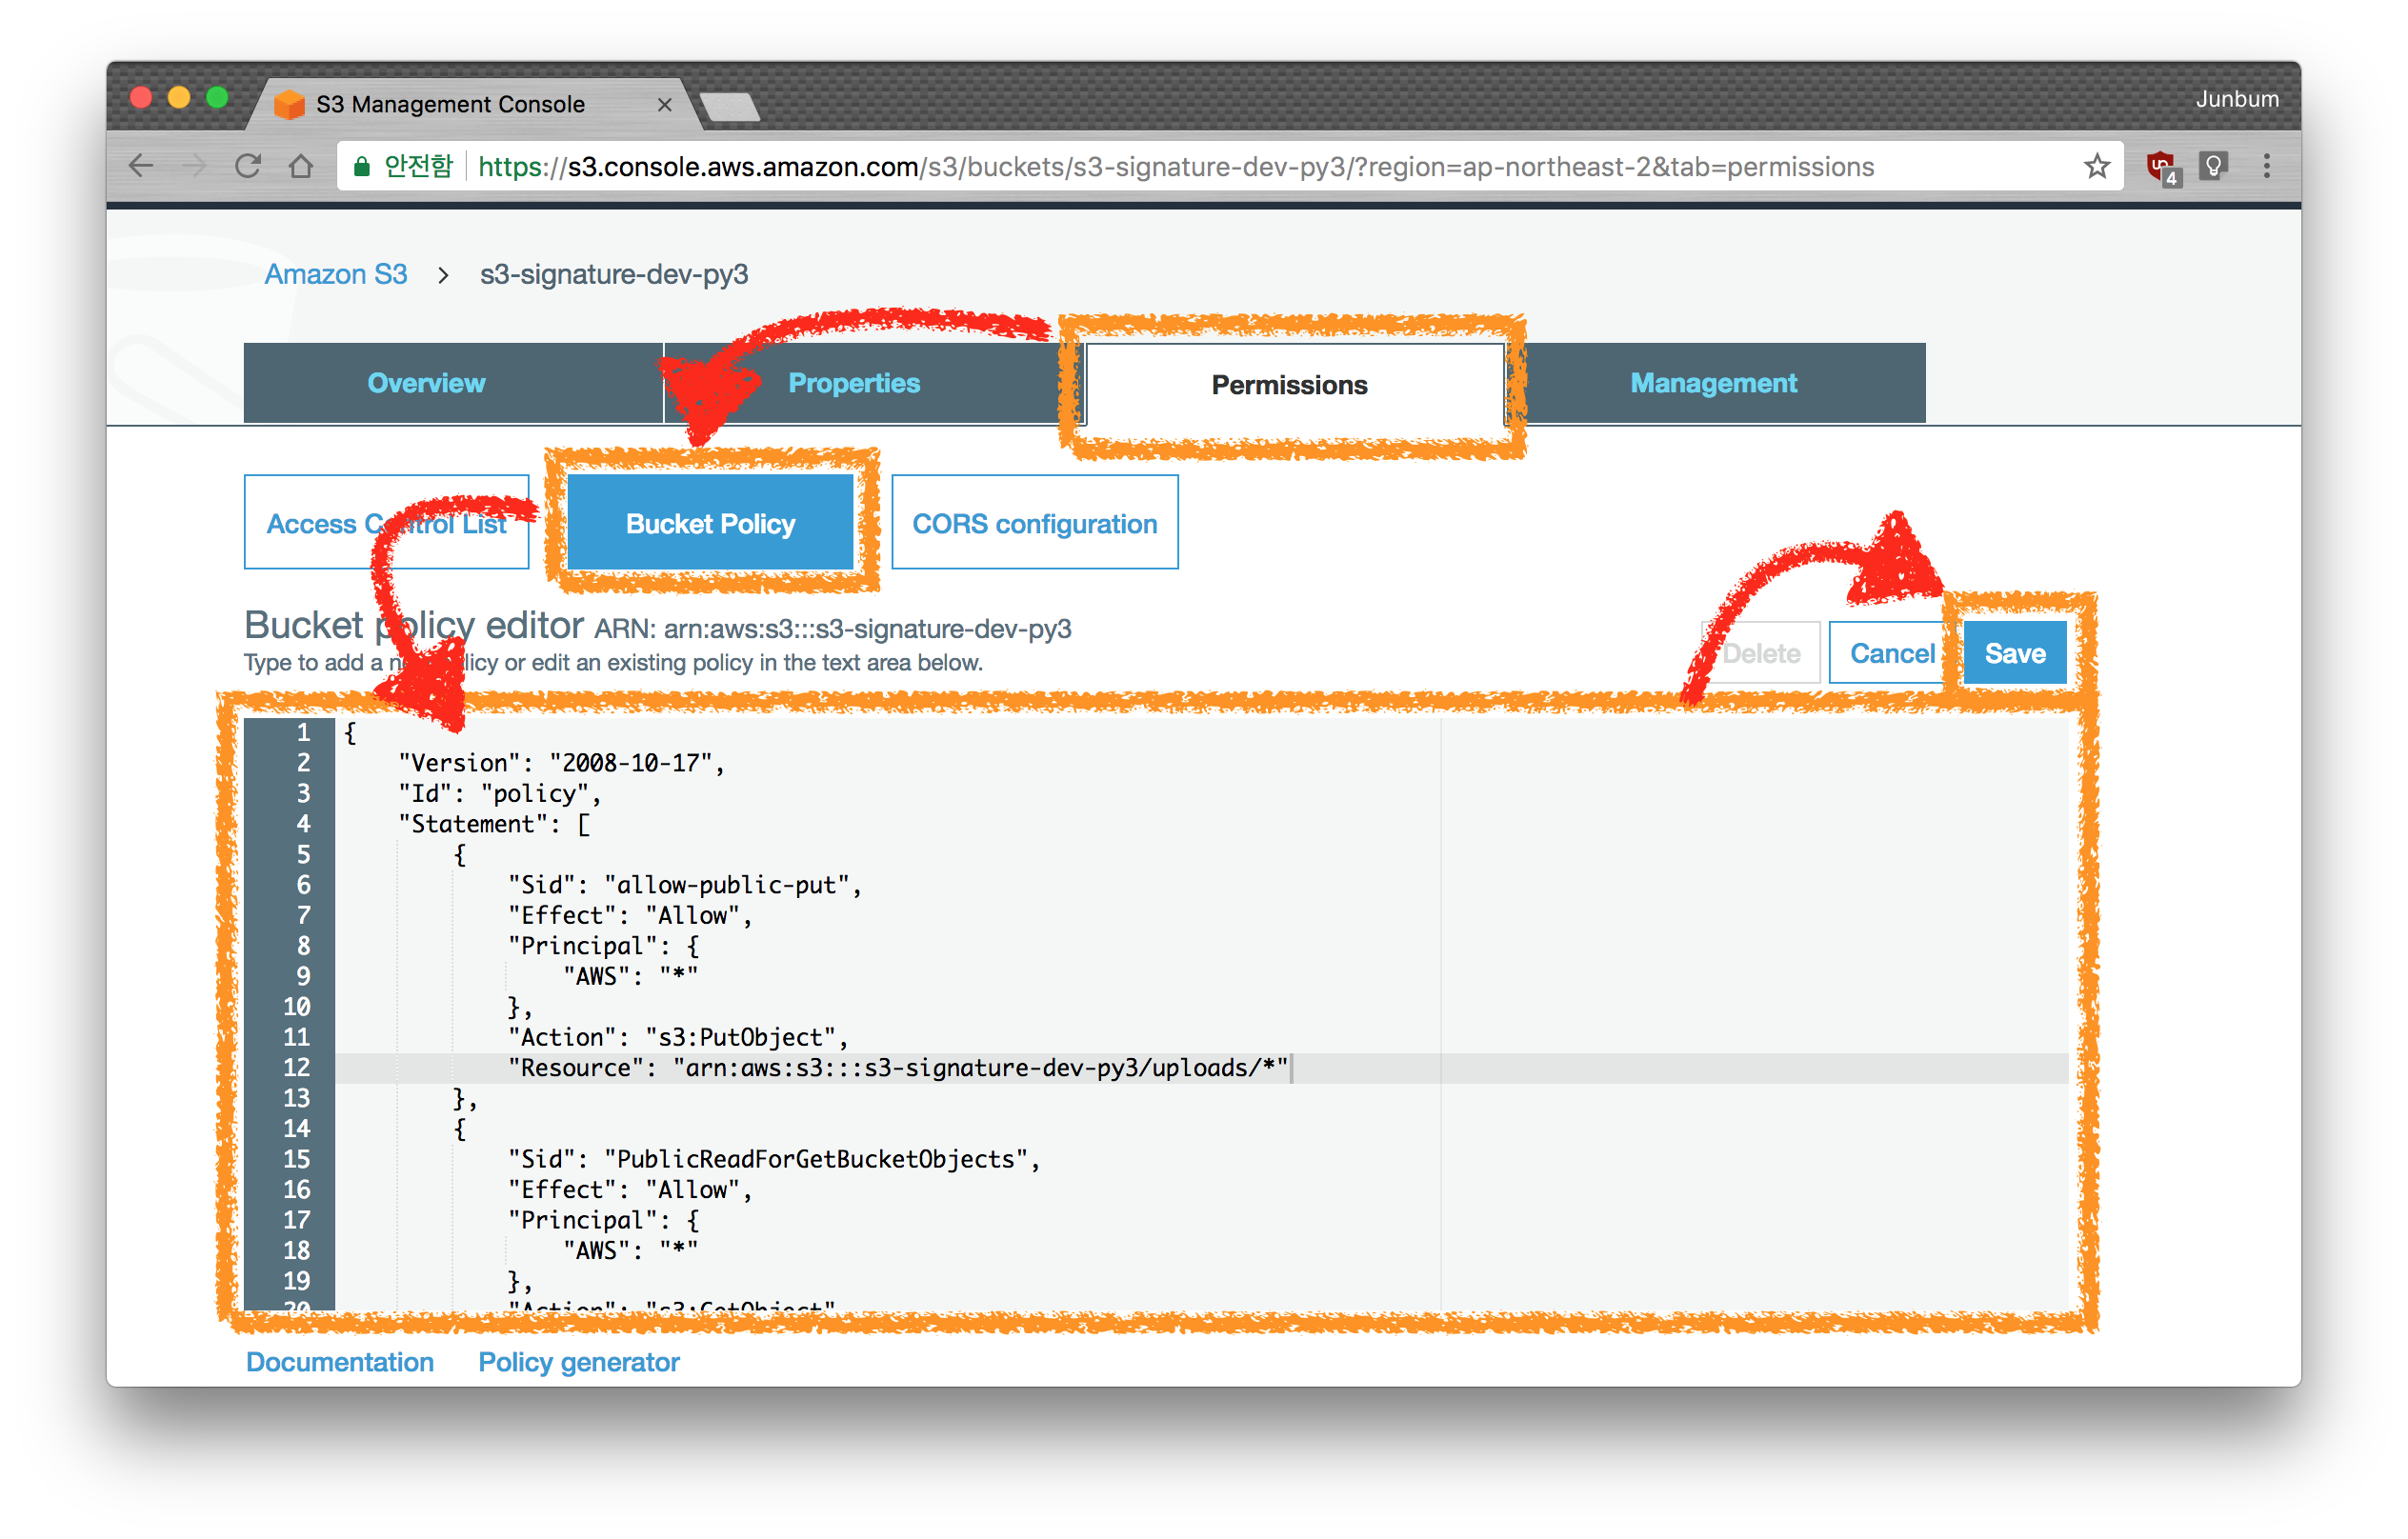 S3 Management Console
Junbum
안전함 https://s3.console.aws.amazon.com/s3/buckets/s3-signature-dev-py3/?region=ap-northeast-2&tab=permissions
4
Amazon S3 > s3-signature-dev-py3
Overview Properties Permissions Management
Access Control List Bucket Policy CORS configuration
Bucket policy editor ARN: arn:aws:s3:::s3-signature-dev-py3
Type to add a new policy or edit an existing policy in the text area below.
Delete Cancel Save
1 {
2 "Version": "2008-10-17",
3 "Id": "policy",
4 "Statement": [
5 {
6 "Sid": "allow-public-put",
7 "Effect": "Allow",
8 "Principal": {
9 "AWS": "*"
10 },
11 "Action": "s3:PutObject",
12 "Resource": "arn:aws:s3:::s3-signature-dev-py3/uploads/*"
13 },
14 {
15 "Sid": "PublicReadForGetBucketObjects",
16 "Effect": "Allow",
17 "Principal": {
18 "AWS": "*"
19 },
20 "Action": "s3:GetObject"
Documentation Policy generator